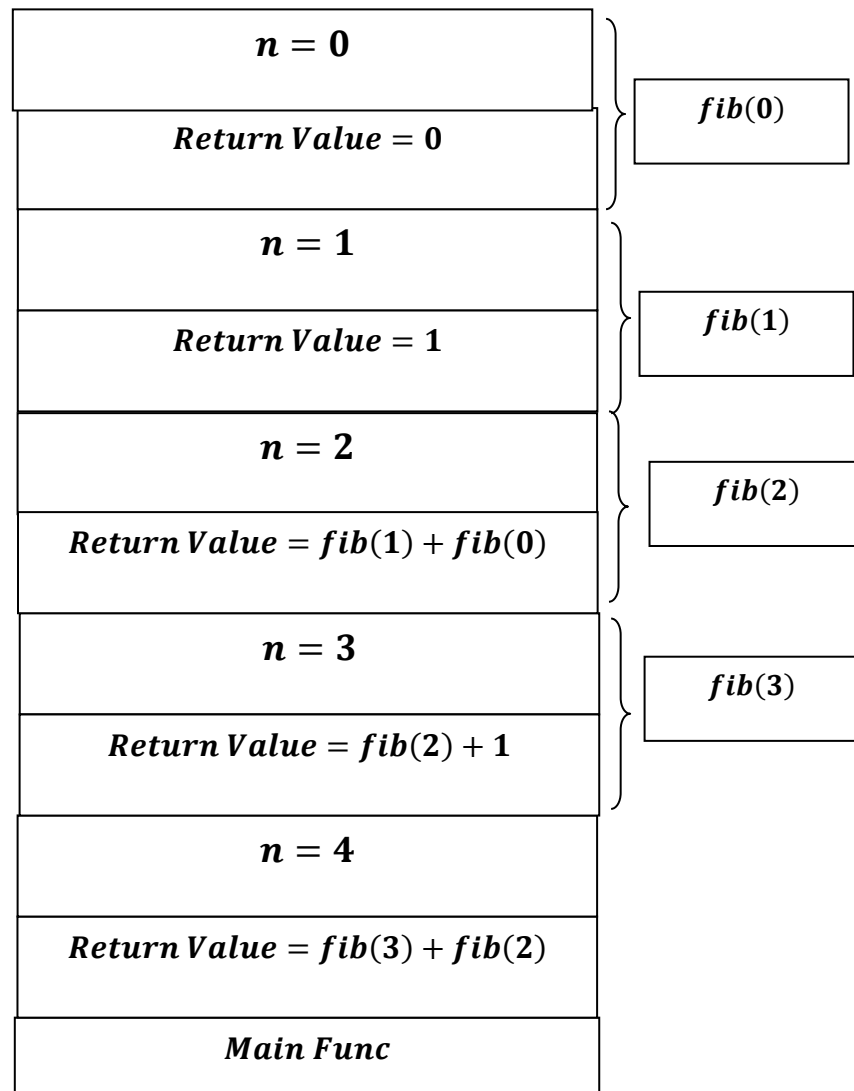 n = 0
fib(0)
Return Value = 0
n = 1
fib(1)
Return Value = 1
n = 2
fib(2)
Return Value = fib(1) + fib(0)
n = 3
fib(3)
Return Value = fib(2) + 1
n = 4
Return Value = fib(3) + fib(2)
Main Func